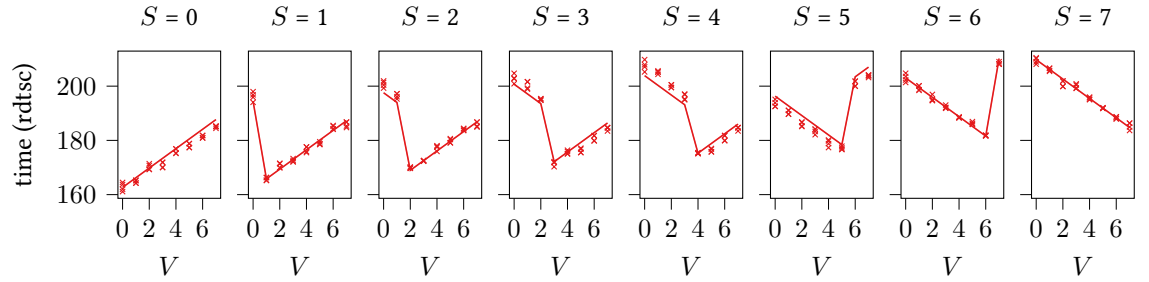 S = 0 S = 1 S = 2 S = 3 S = 4 S = 5 S = 6 S = 7
time (rdtsc)
200
180
160
0 2 4 6 0 2 4 6 0 2 4 6 0 2 4 6 0 2 4 6 0 2 4 6 0 2 4 6 0 2 4 6
V V V V V V V V